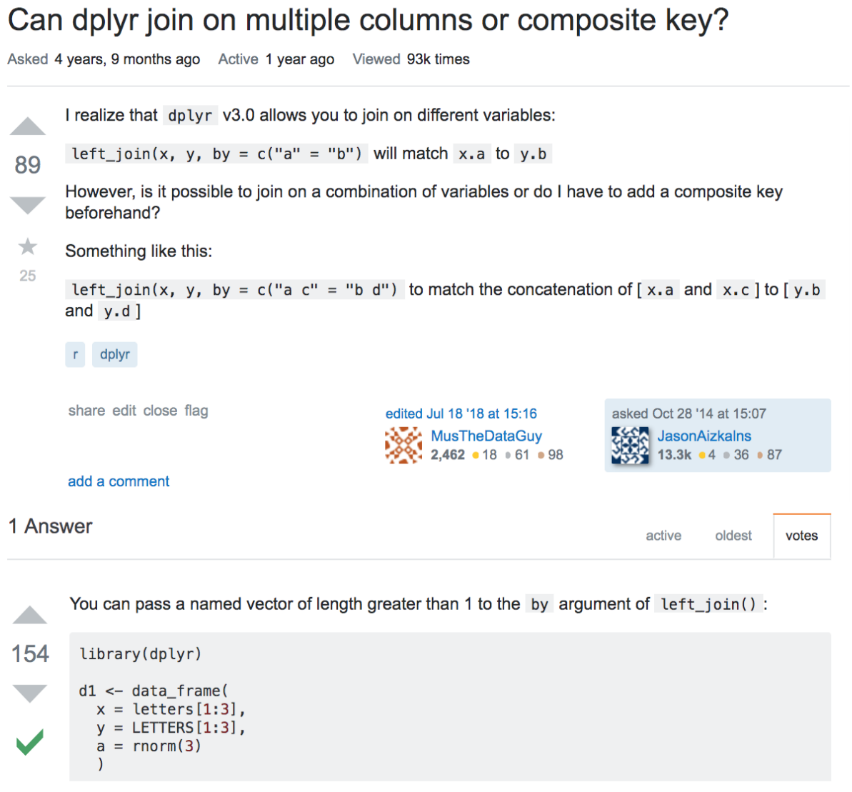 Can dplyr join on multiple columns or composite key?
Asked 4 years, 9 months ago Active 1 year ago Viewed 93k times
I realize that dplyr v3.0 allows you to join on different variables:
89
left_join(x, y, by = c("a" = "b") will match x.a to y.b
However, is it possible to join on a combination of variables or do I have to add a composite key
beforehand?
25
Something like this:
left_join(x, y, by = c("a c" = "b d") to match the concatenation of [ x.a and x.c ] to [ y.b
and y.d ]
r dplyr
share edit close flag
edited Jul 18 '18 at 15:16
MusTheDataGuy
2,462 18 61 98
asked Oct 28 '14 at 15:07
JasonAizkalns
13.3k 4 36 87
add a comment
1 Answer
active oldest votes
You can pass a named vector of length greater than 1 to the by argument of left_join() :
154
library(dplyr)
d1 <- data_frame(
x = letters[1:3],
y = LETTERS[1:3],
a = rnorm(3)
)